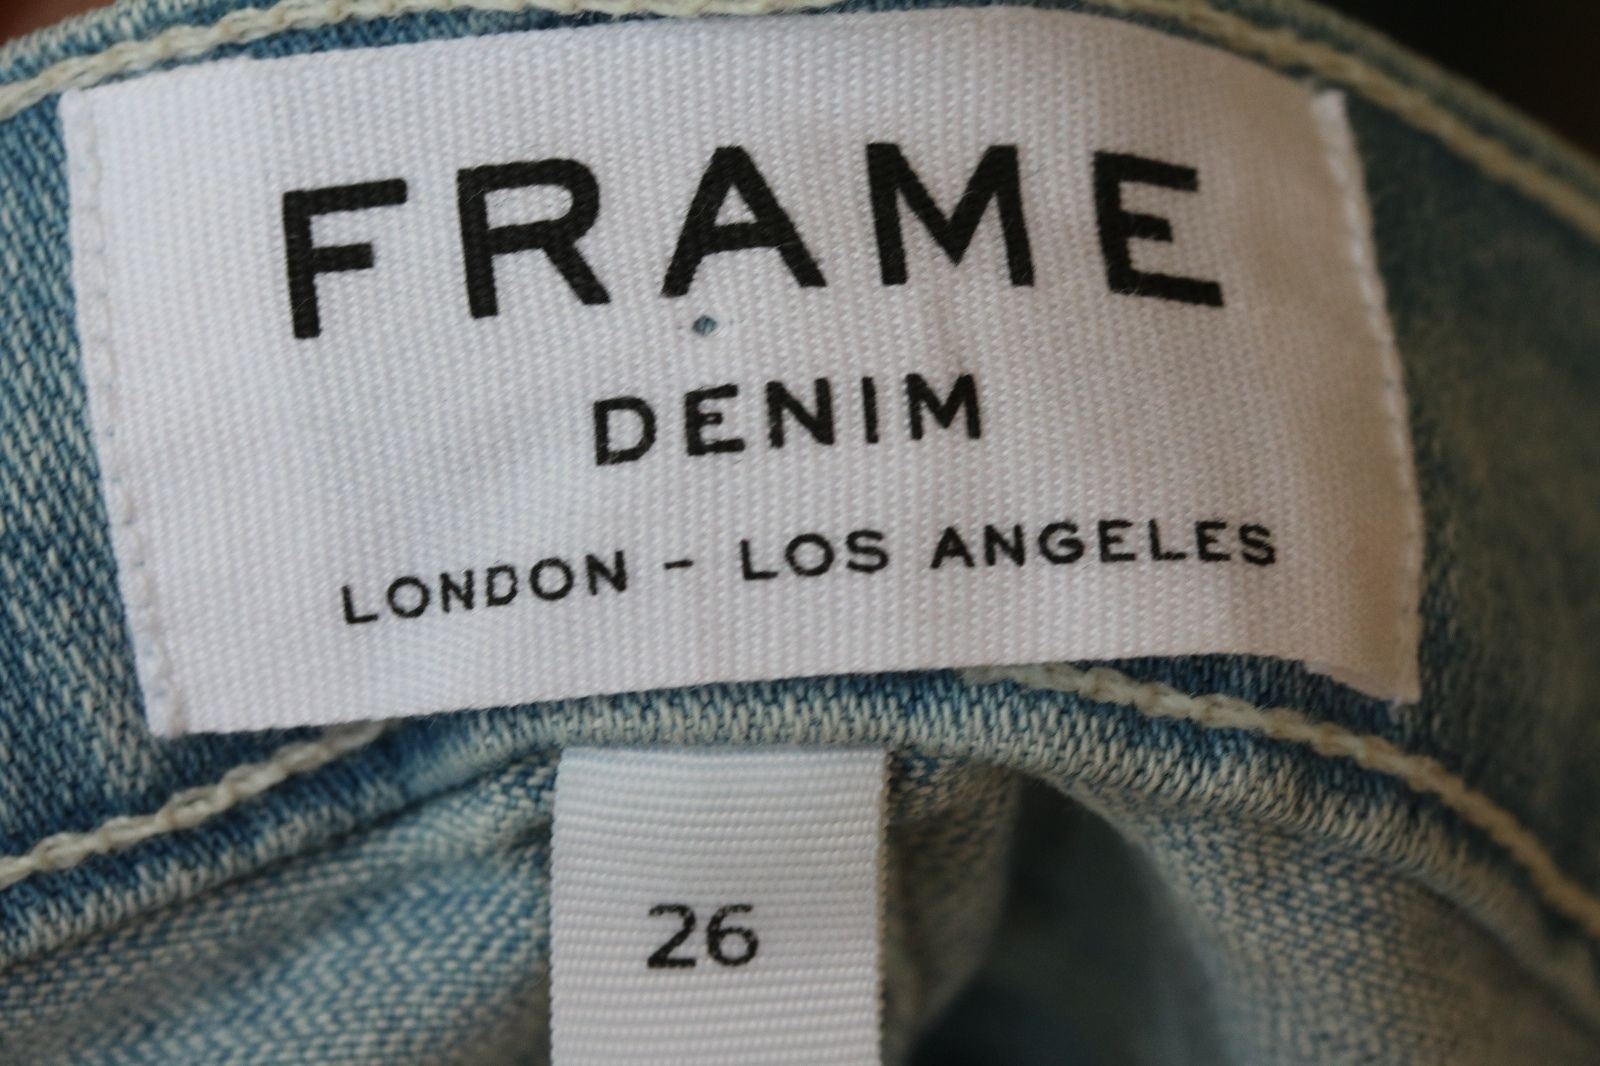 FRAME
DENIM
LONDON - LOS ANGELES
26